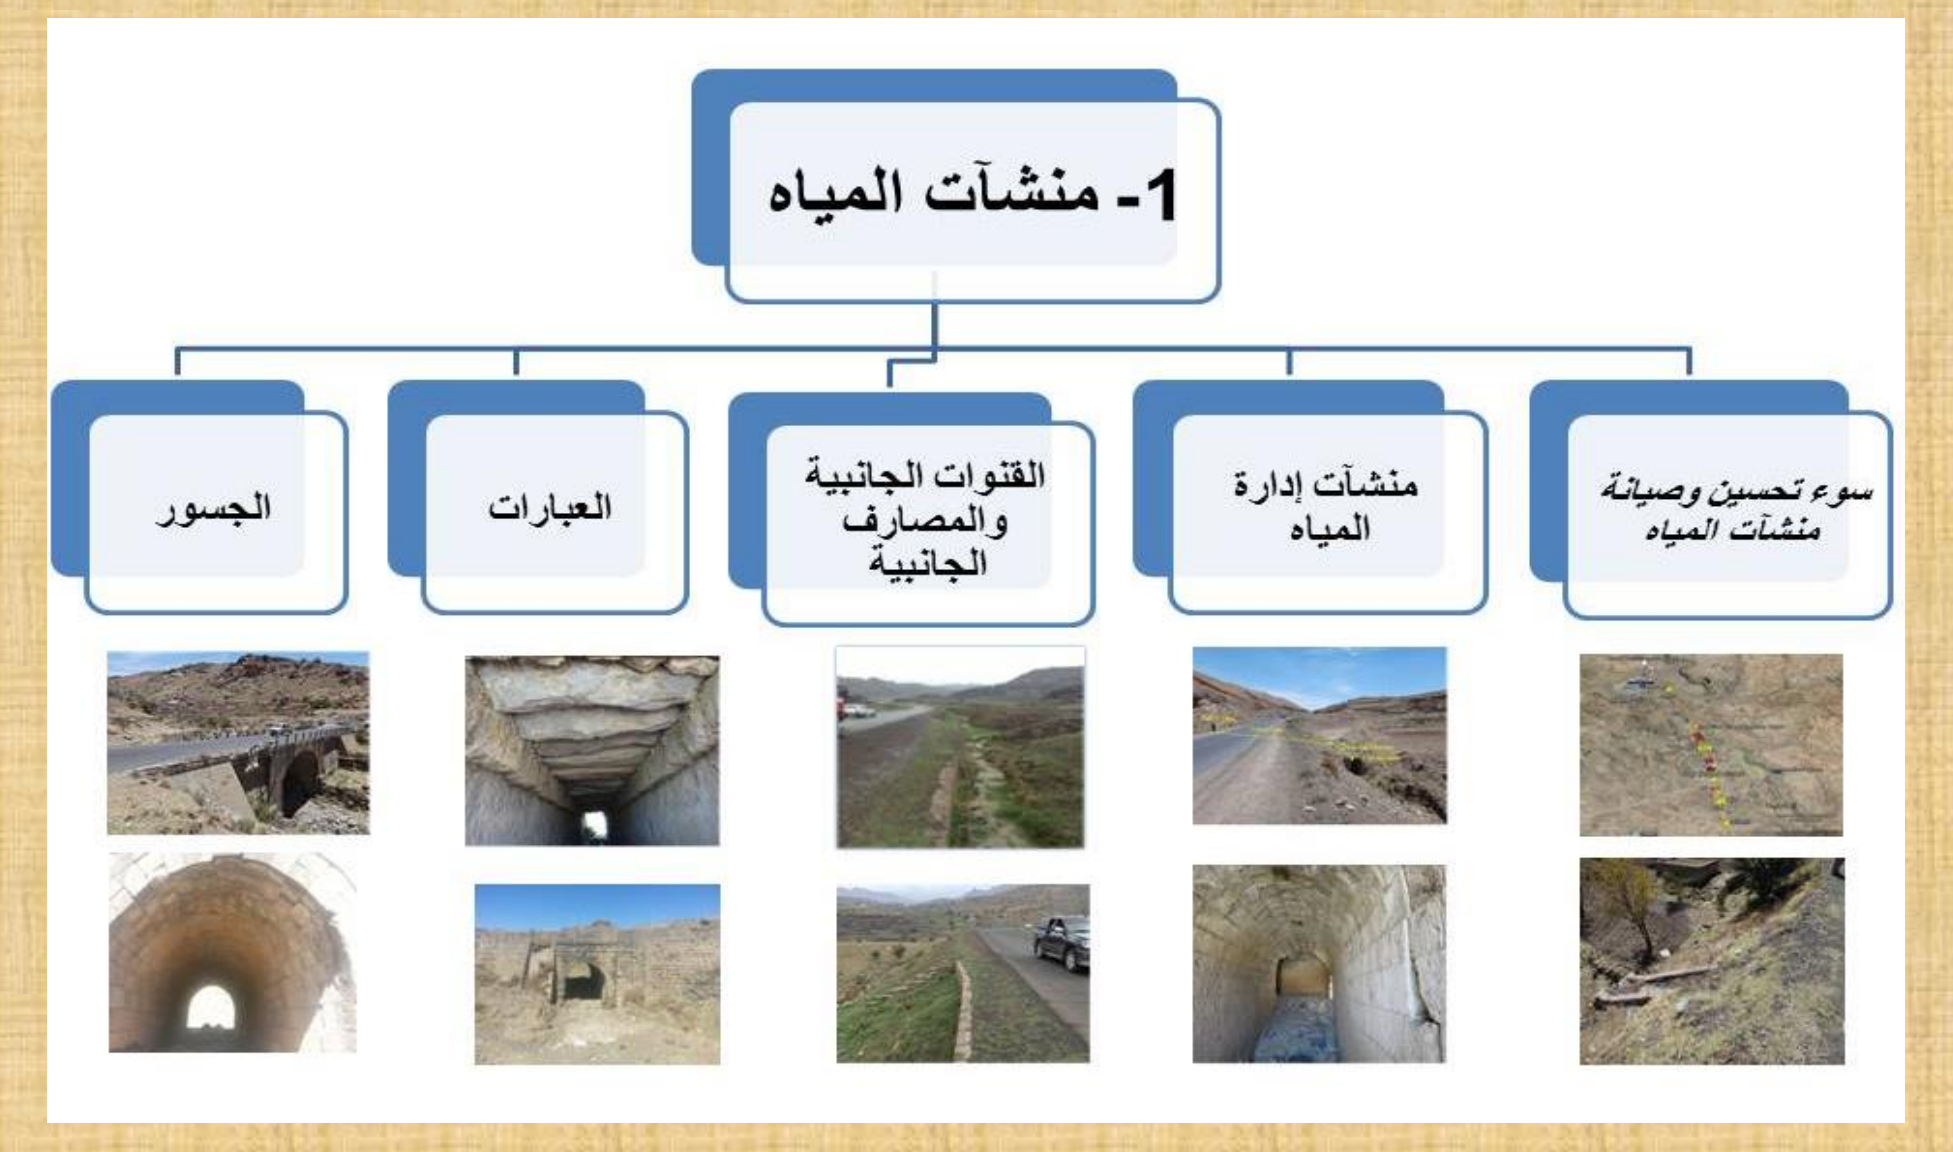 1- منشآت المياه
سوء تحسين وصيانة
منشآت المياه
منشآت إدارة
المياه
القنوات الجانبية
والمصارف
الجانبية
العبارات
الجسور